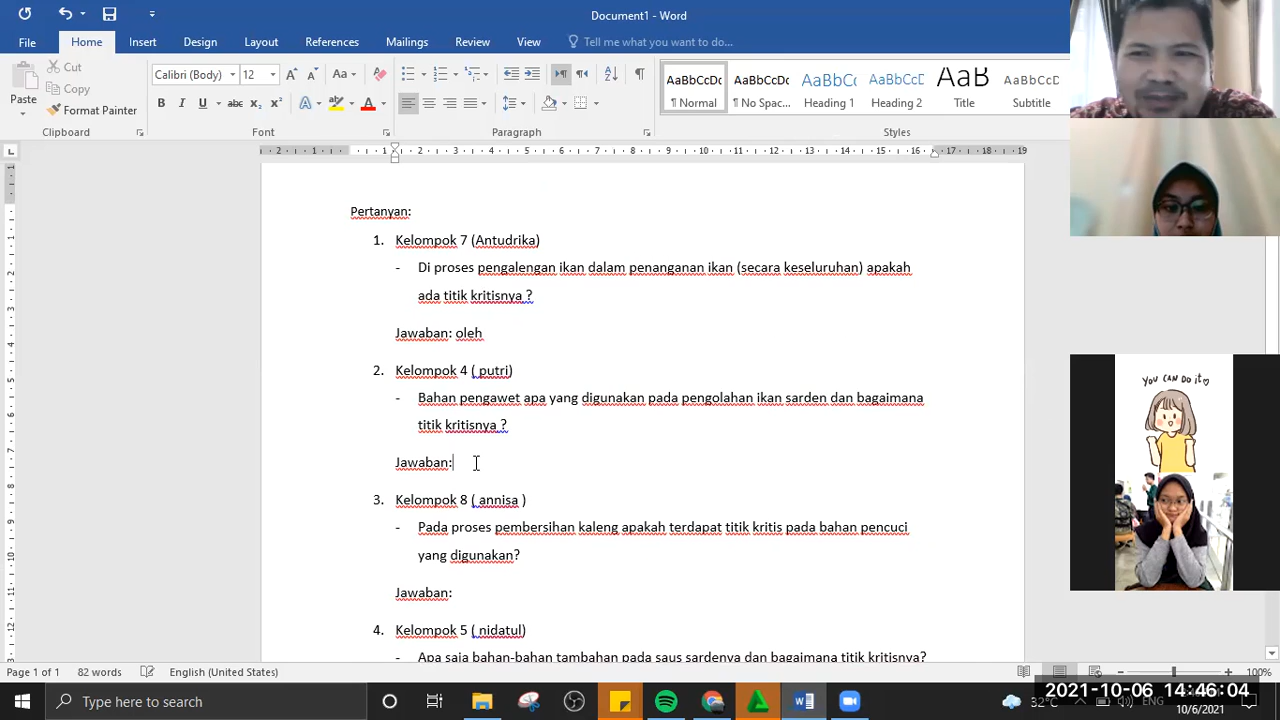 Document1 - Word
File Home Insert Design Layout References Mailings Review View Tell me what you want to do...
Paste
Cut
Copy
Format Painter
Clipboard
Calibri (Body) 12
Font
Paragraph
AaBbCcDc AaBbCcDc AaBbCc AaBbCcD AaB AaBbCcD
¶ Normal ¶ No Spac... Heading 1 Heading 2 Title Subtitle
Styles
Pertanyan:
1. Kelompok 7 (Antudrika)
- Di proses pengalengan ikan dalam penanganan ikan (secara keseluruhan) apakah
ada titik kritisnya ?
Jawaban: oleh
2. Kelompok 4 ( putri)
- Bahan pengawet apa yang digunakan pada pengolahan ikan sarden dan bagaimana
titik kritisnya ?
Jawaban:
3. Kelompok 8 ( annisa )
- Pada proses pembersihan kaleng apakah terdapat titik kritis pada bahan pencuci
yang digunakan?
Jawaban:
4. Kelompok 5 ( nidatul)
- Apa saja bahan-bahan tambahan pada saus sardenya dan bagaimana titik kritisnya?
YOU CAN DO it
Page 1 of 1 82 words English (United States) 100%
Type here to search
32°C
ENG
2021-10-06 14:46:04
10/6/2021